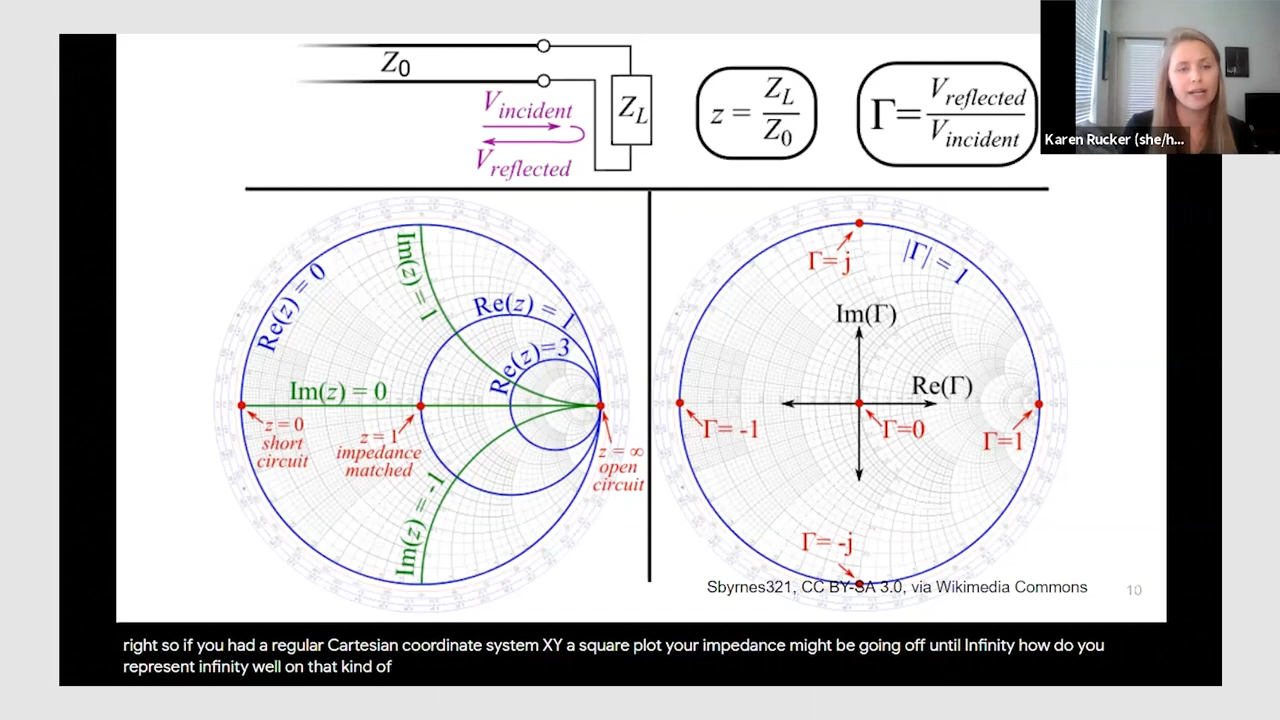 Z0
Vincident
Vreflected
ZL
z = ZL/Z0
Γ= Vreflected/Vincident
Karen Rucker (she/h...
Re(z) = 0
Im(z) = 1
Re(z) = 1
Re(z)=3
Im(z) = 0
z = 0
short
circuit
z = 1
impedance
matched
z = ∞
open
circuit
Im(z) = -1
Γ= j
|Γ| = 1
Im(Γ)
Re(Γ)
Γ= -1
Γ=0
Γ=1
Γ= -j
Sbyrnes321, CC BY-SA 3.0, via Wikimedia Commons
10
right so if you had a regular Cartesian coordinate system XY a square plot your impedance might be going off until Infinity how do you
represent infinity well on that kind of